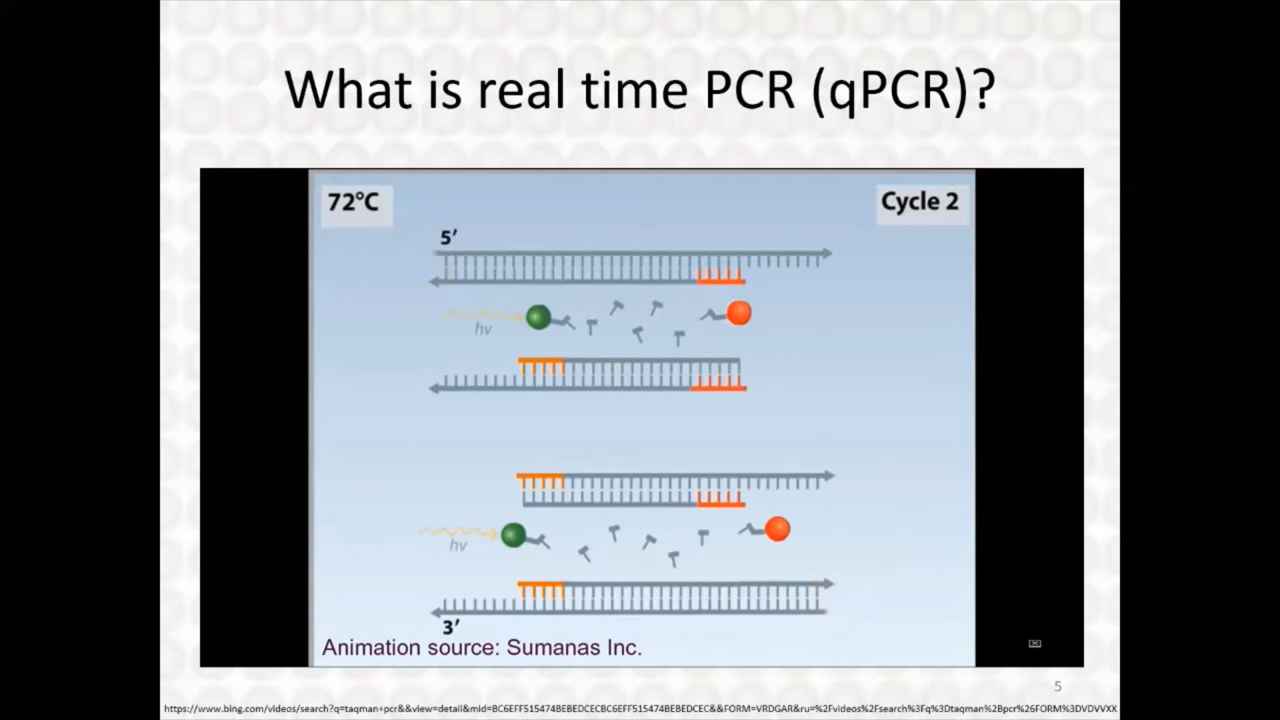 What is real time PCR (qPCR)?
72°C
Cycle 2
5′
hv
hv
3′
Animation source: Sumanas Inc.
5
https://www.bing.com/videos/search?q=taqman+pcr&&view=detail&mid=BC6EFF515474BEBEDCECBC6EFF515474BEBEDCEC&&FORM=VRDGAR&ru=%2Fvideos%2Fsearch%3Fq%3Dtaqman%2Bpcr%26FORM%3DVDVVXX